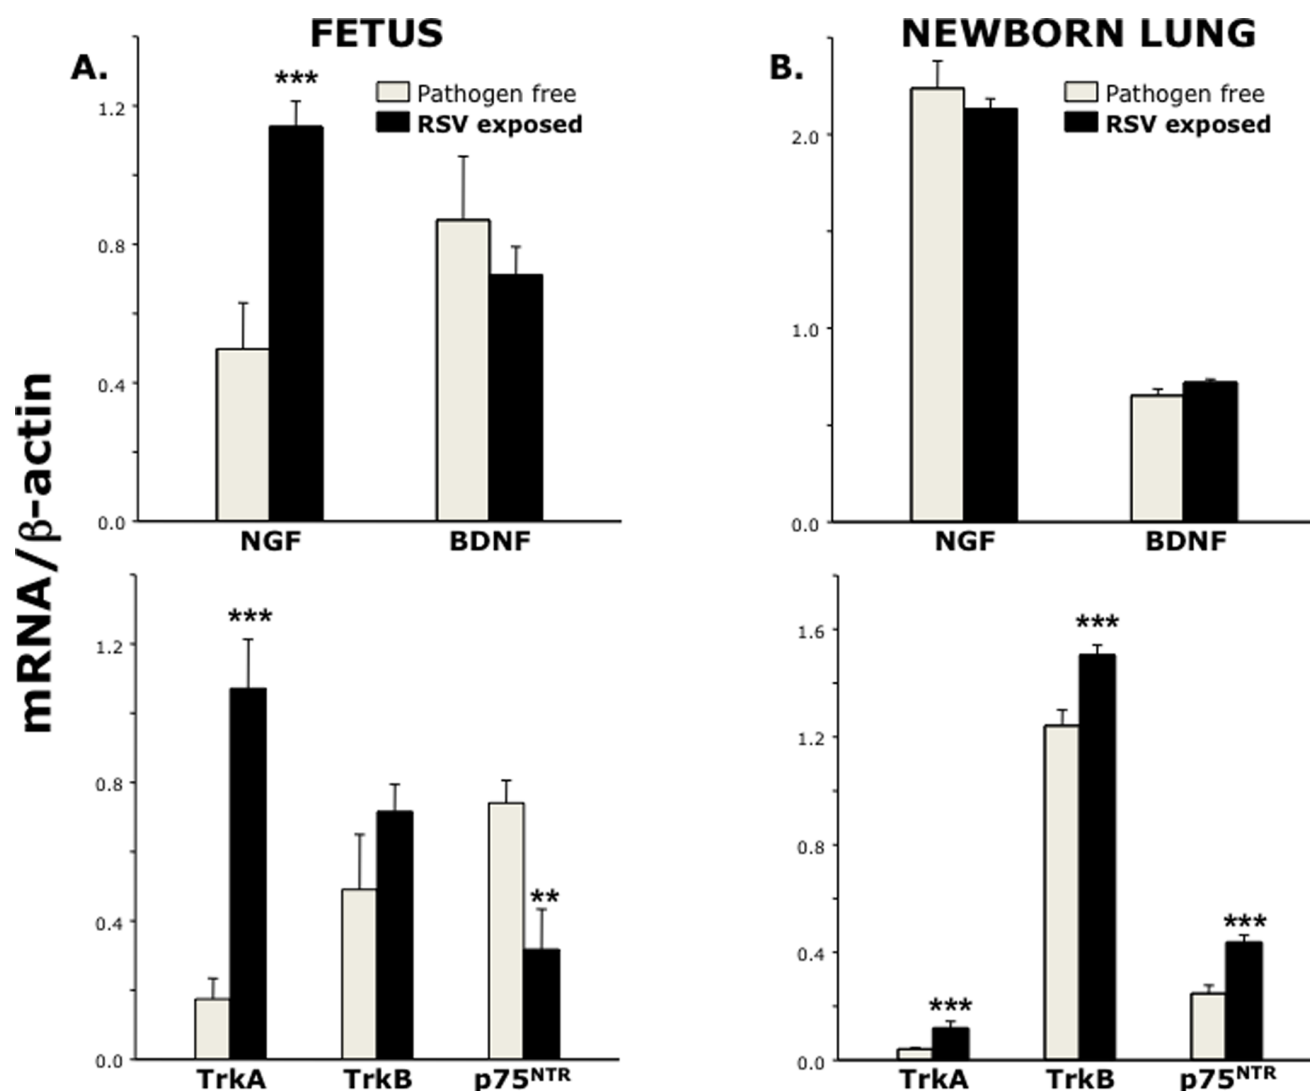 FETUS
A.
***
Pathogen free
RSV exposed
1.2
0.8
0.4
0.0
NGF
BDNF
NEWBORN LUNG
B.
Pathogen free
RSV exposed
2.0
1.0
0.0
NGF
BDNF
mRNA/β-actin
***
**
1.2
0.8
0.4
0.0
TrkA
TrkB
p75NTR
***
***
***
1.6
1.2
0.8
0.4
0.0
TrkA
TrkB
p75NTR